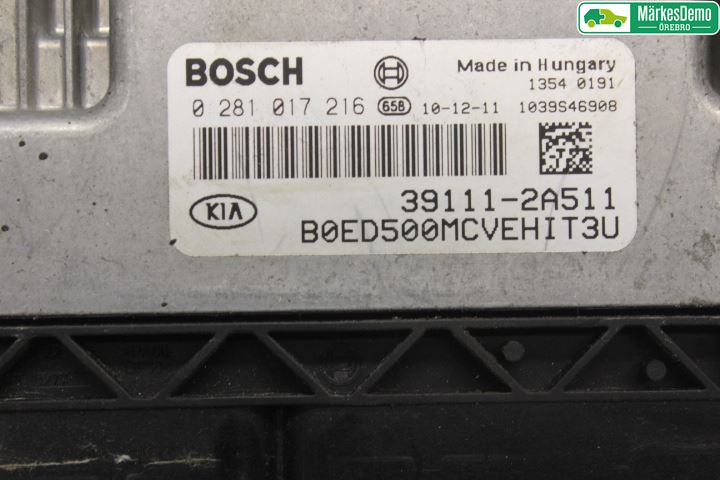 MärkesDemo
ÖREBRO
BOSCH
Made in Hungary
1354 0191
0 281 017 216 658 10-12-11 1039S46908
KIA
39111-2A511
B0ED500MCVEHIT3U